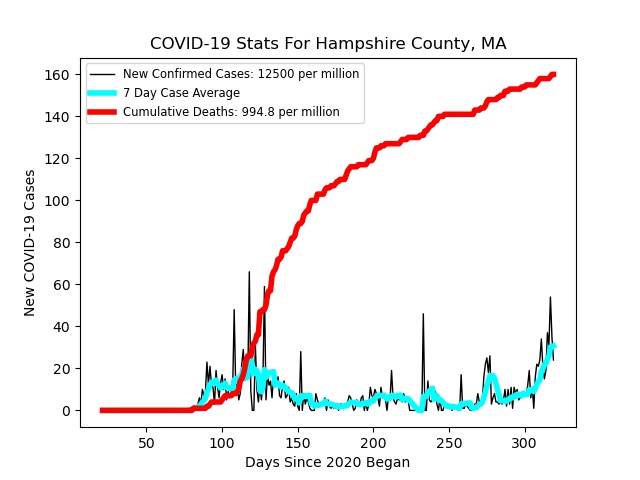 COVID-19 Stats For Hampshire County, MA
New Confirmed Cases: 12500 per million
7 Day Case Average
Cumulative Deaths: 994.8 per million
New COVID-19 Cases
160
140
120
100
80
60
40
20
0
50 100 150 200 250 300
Days Since 2020 Began